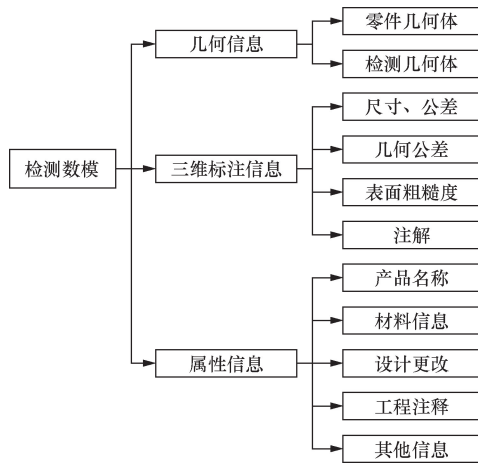 检测数模
几何信息
零件几何体
检测几何体
三维标注信息
尺寸、公差
几何公差
表面粗糙度
注解
属性信息
产品名称
材料信息
设计更改
工程注释
其他信息